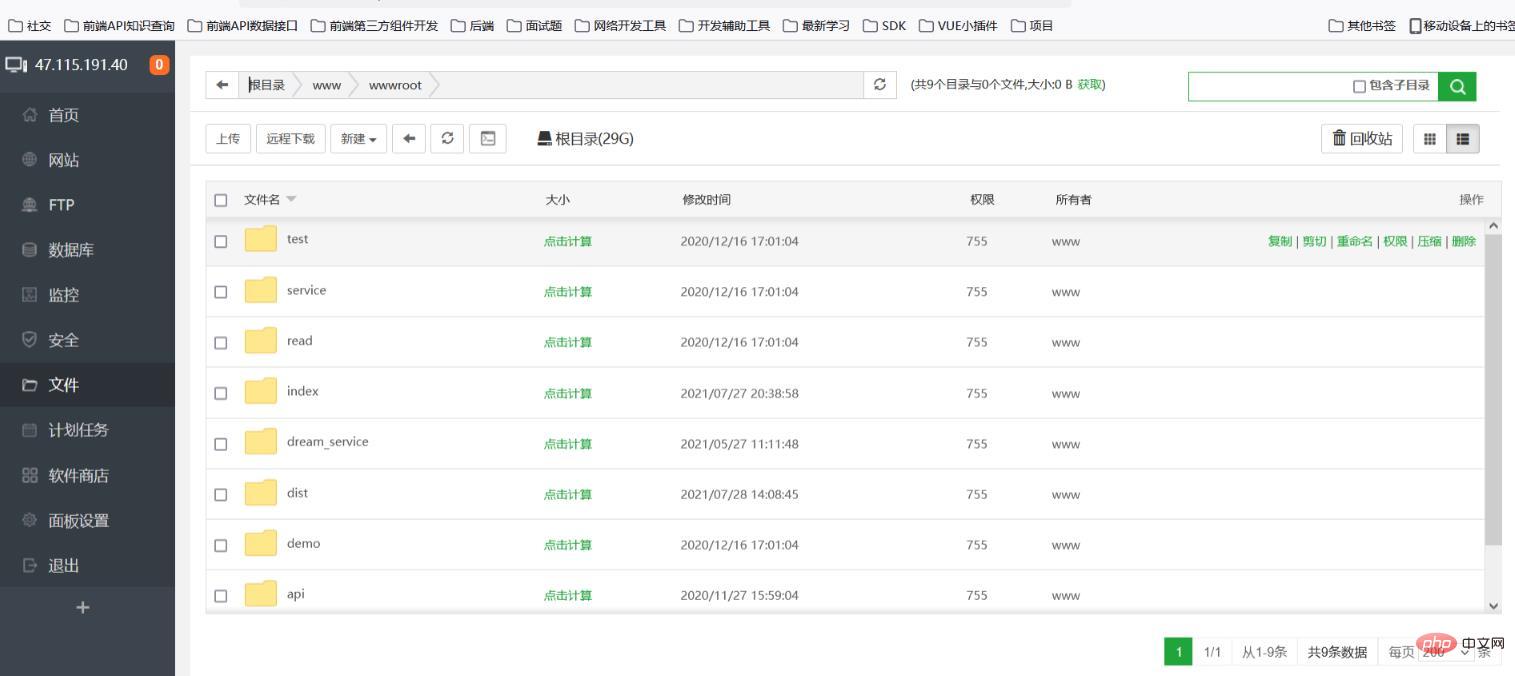 社交 前端API知识查询 前端API数据接口 前端第三方组件开发 后端 面试题 网络开发工具 开发辅助工具 最新学习 SDK VUE小插件 项目 其他书签 移动设备上的书签
47.115.191.40 0
首页
网站
FTP
数据库
监控
安全
文件
计划任务
软件商店
面板设置
退出
+
根目录 www wwwroot (共9个目录与0个文件,大小:0 B 获取) 包含子目录
上传 远程下载 新建 根目录(29G) 回收站
文件名 大小 修改时间 权限 所有者 操作
test 点击计算 2020/12/16 17:01:04 755 www 复制 | 剪切 | 重命名 | 权限 | 压缩 | 删除
service 点击计算 2020/12/16 17:01:04 755 www
read 点击计算 2020/12/16 17:01:04 755 www
index 点击计算 2021/07/27 20:38:58 755 www
dream_service 点击计算 2021/05/27 11:11:48 755 www
dist 点击计算 2021/07/28 14:08:45 755 www
demo 点击计算 2020/12/16 17:01:04 755 www
api 点击计算 2020/11/27 15:59:04 755 www
1 1/1 从1-9条 共9条数据 每页 200 条
php 中文网